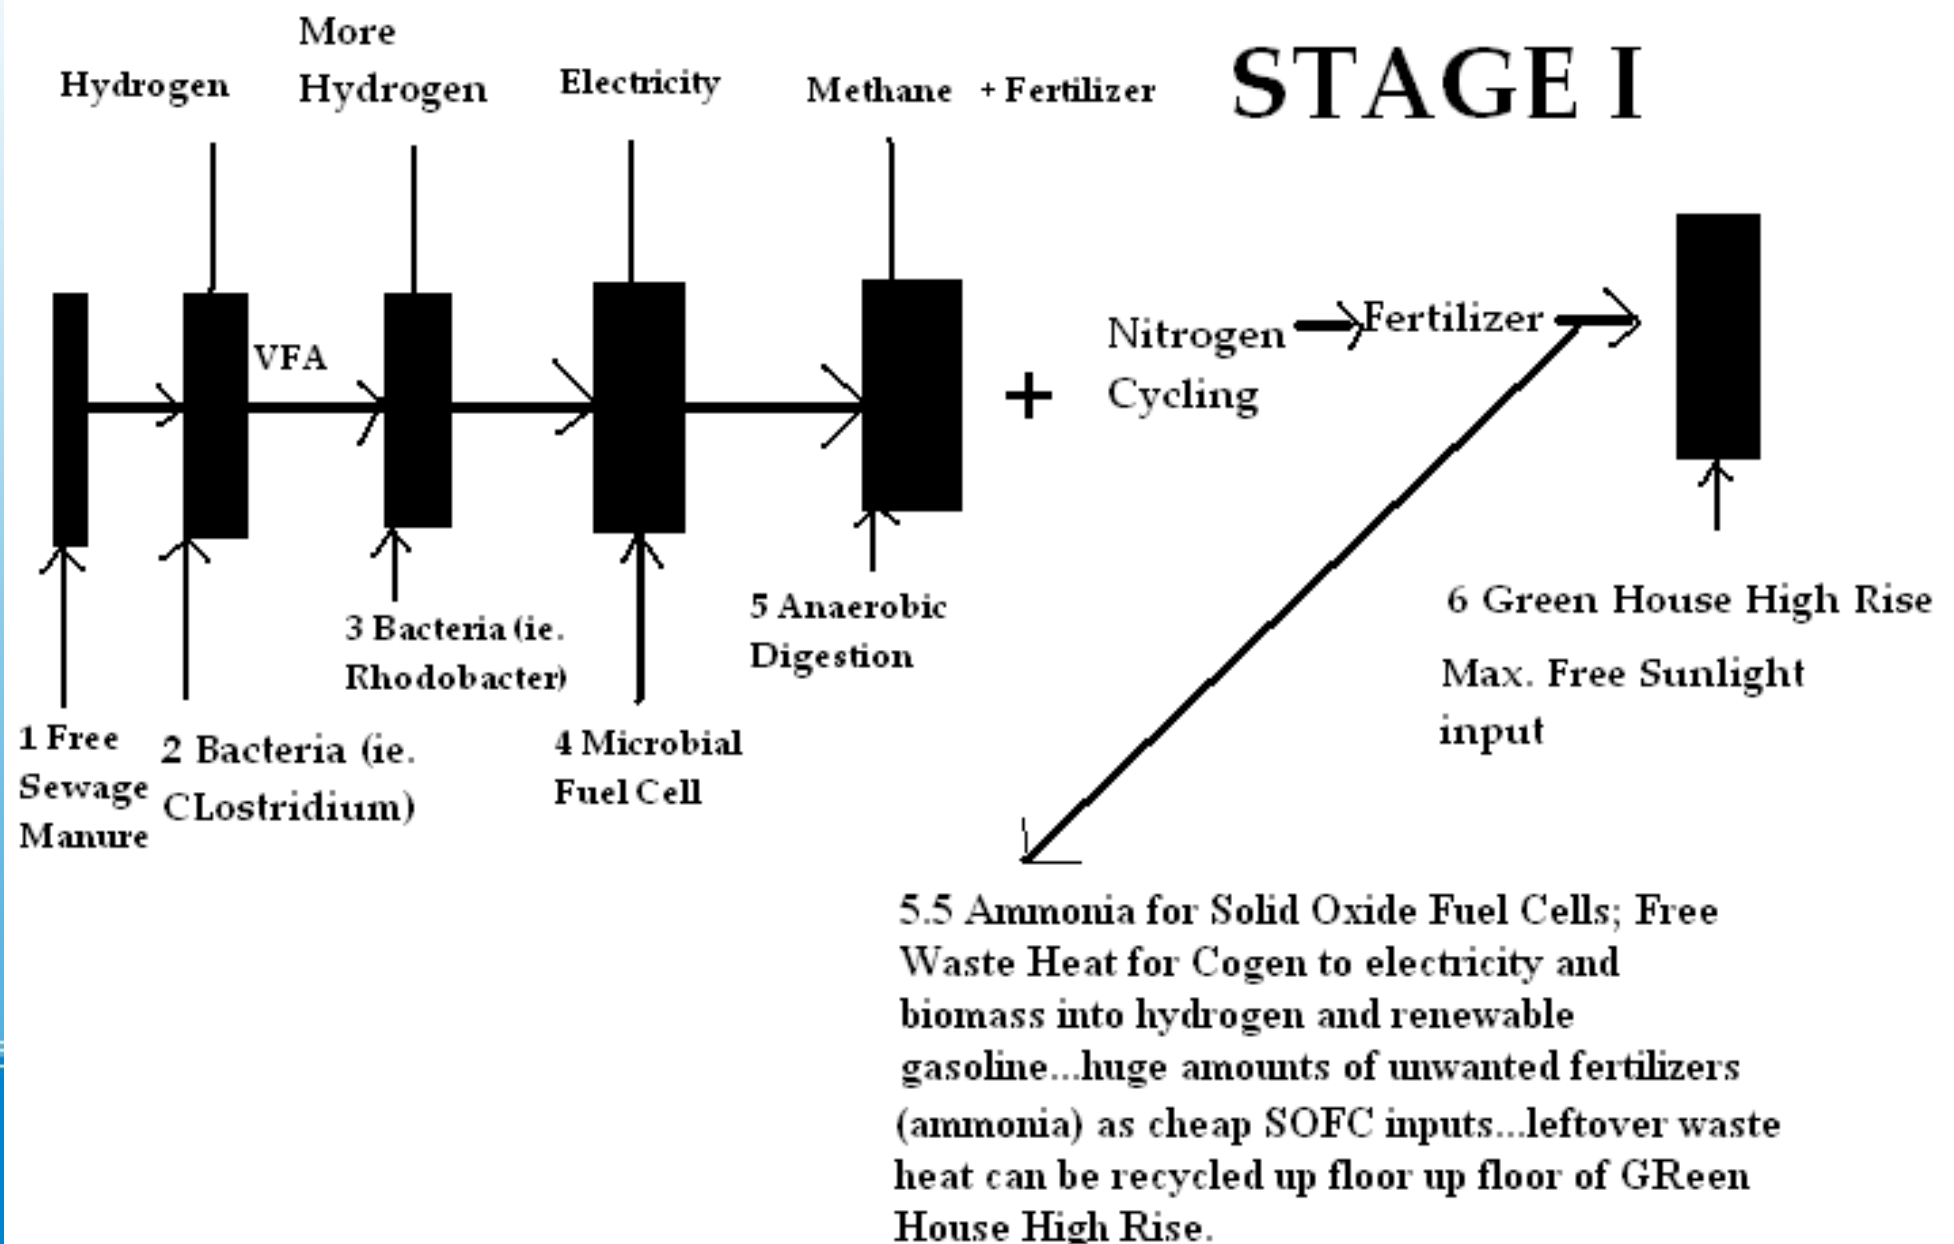 More
Hydrogen
Hydrogen
Electricity
Methane + Fertilizer
STAGE I
VFA
Nitrogen
Cycling
Fertilizer
+
1 Free
Sewage
Manure
2 Bacteria (ie.
CLostridium)
3 Bacteria (ie.
Rhodobacter)
4 Microbial
Fuel Cell
5 Anaerobic
Digestion
6 Green House High Rise
Max. Free Sunlight
input
5.5 Ammonia for Solid Oxide Fuel Cells; Free
Waste Heat for Cogen to electricity and
biomass into hydrogen and renewable
gasoline...huge amounts of unwanted fertilizers
(ammonia) as cheap SOFC inputs...leftover waste
heat can be recycled up floor up floor of GReen
House High Rise.